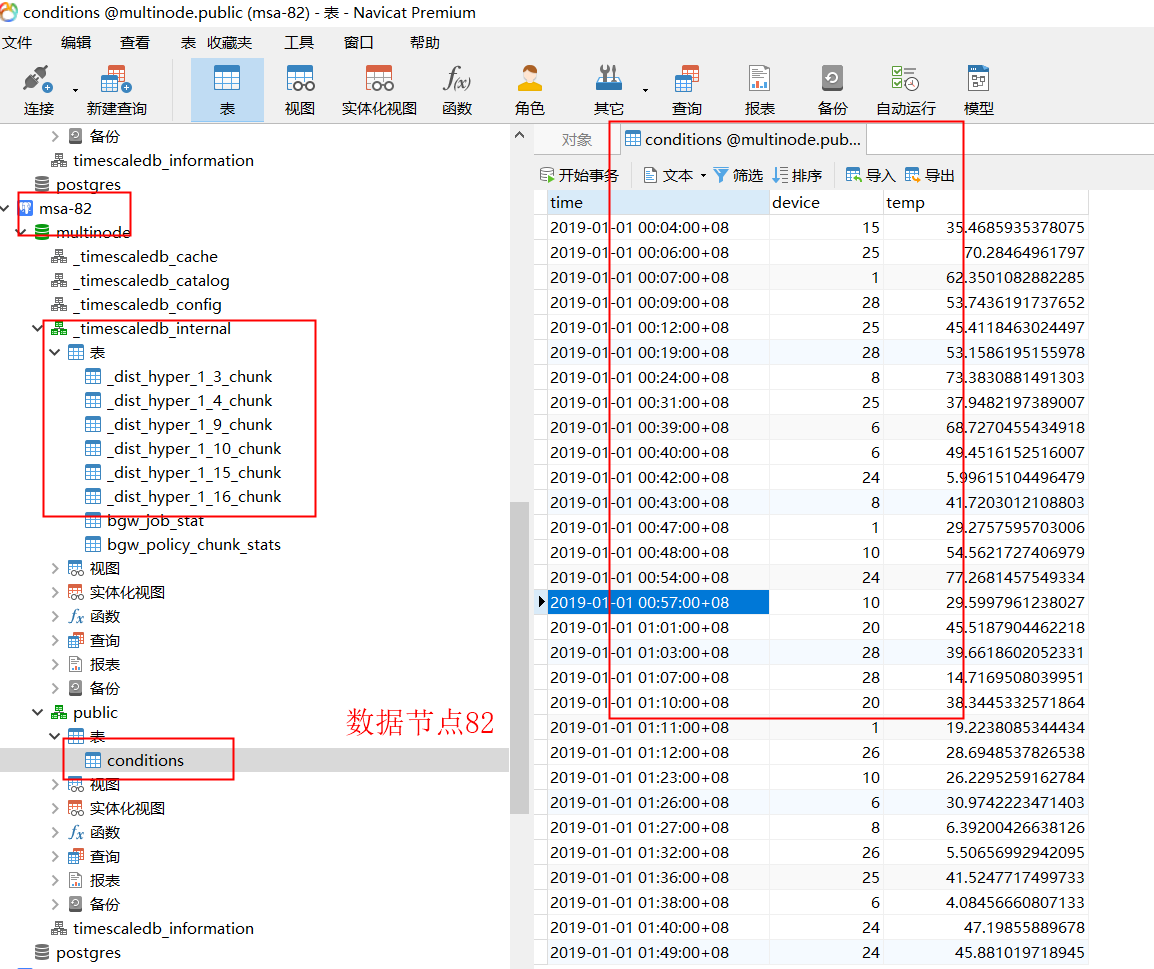 conditions @multinode.public (msa-82) - 表 - Navicat Premium
文件 编辑 查看 表 收藏夹 工具 窗口 帮助
连接 新建查询 表 视图 实体化视图 函数 角色 其它 查询 报表 备份 自动运行 模型
备份
timescaledb_information
postgres
msa-82
multinode
_timescaledb_cache
_timescaledb_catalog
_timescaledb_config
_timescaledb_internal
表
_dist_hyper_1_3_chunk
_dist_hyper_1_4_chunk
_dist_hyper_1_9_chunk
_dist_hyper_1_10_chunk
_dist_hyper_1_15_chunk
_dist_hyper_1_16_chunk
bgw_job_stat
bgw_policy_chunk_stats
视图
实体化视图
函数
查询
报表
备份
public
表
conditions
视图
实体化视图
函数
查询
报表
备份
timescaledb_information
postgres
数据节点82
对象 conditions @multinode.pub...
开始事务 文本 筛选 排序 导入 导出
time device temp
2019-01-01 00:04:00+08 15 35.4685935378075
2019-01-01 00:06:00+08 25 70.28464961797
2019-01-01 00:07:00+08 1 62.3501082882285
2019-01-01 00:09:00+08 28 53.7436191737652
2019-01-01 00:12:00+08 25 45.4118463024497
2019-01-01 00:19:00+08 28 53.1586195155978
2019-01-01 00:24:00+08 8 73.3830881491303
2019-01-01 00:31:00+08 25 37.9482197389007
2019-01-01 00:39:00+08 6 68.7270455434918
2019-01-01 00:40:00+08 6 49.4516152516007
2019-01-01 00:42:00+08 24 5.99615104496479
2019-01-01 00:43:00+08 8 41.7203012108803
2019-01-01 00:47:00+08 1 29.2757595703006
2019-01-01 00:48:00+08 10 54.5621727406979
2019-01-01 00:54:00+08 24 77.2681457549334
2019-01-01 00:57:00+08 10 29.5997961238027
2019-01-01 01:01:00+08 20 45.5187904462218
2019-01-01 01:03:00+08 28 39.6618602052331
2019-01-01 01:07:00+08 28 14.7169508039951
2019-01-01 01:10:00+08 20 38.3445332571864
2019-01-01 01:11:00+08 1 19.2238085344434
2019-01-01 01:12:00+08 26 28.6948537826538
2019-01-01 01:23:00+08 10 26.2295259162784
2019-01-01 01:26:00+08 6 30.9742223471403
2019-01-01 01:27:00+08 8 6.39200426638126
2019-01-01 01:32:00+08 26 5.50656992942095
2019-01-01 01:36:00+08 25 41.5247717499733
2019-01-01 01:38:00+08 6 4.08456660807133
2019-01-01 01:40:00+08 24 47.19855889678
2019-01-01 01:49:00+08 24 45.881019718945